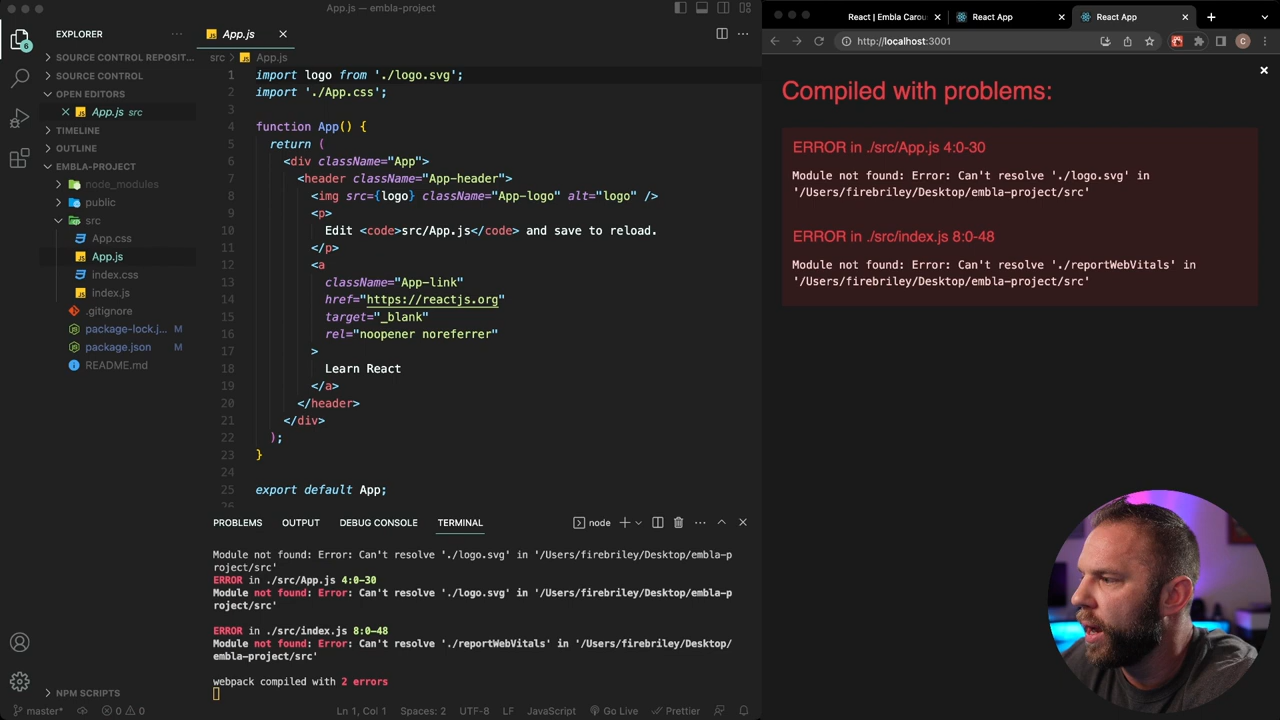 App.js — embla-project
EXPLORER
SOURCE CONTROL REPOSIT...
SOURCE CONTROL
OPEN EDITORS
App.js src
TIMELINE
OUTLINE
EMBLA-PROJECT
node_modules
public
src
App.css
App.js
index.css
index.js
.gitignore
package-lock.j... M
package.json M
README.md
NPM SCRIPTS
6
App.js
src > App.js
1 import logo from './logo.svg';
2 import './App.css';
3
4 function App() {
5 return (
6 <div className="App">
7 <header className="App-header">
8 <img src={logo} className="App-logo" alt="logo" />
9 <p>
10 Edit <code>src/App.js</code> and save to reload.
11 </p>
12 <a
13 className="App-link"
14 href="https://reactjs.org"
15 target="_blank"
16 rel="noopener noreferrer"
17 >
18 Learn React
19 </a>
20 </header>
21 </div>
22 );
23 }
24
25 export default App;
26
PROBLEMS OUTPUT DEBUG CONSOLE TERMINAL
node
Module not found: Error: Can't resolve './logo.svg' in '/Users/firebriley/Desktop/embla-p
roject/src'
ERROR in ./src/App.js 4:0-30
Module not found: Error: Can't resolve './logo.svg' in '/Users/firebriley/Desktop/embla-p
roject/src'
ERROR in ./src/index.js 8:0-48
Module not found: Error: Can't resolve './reportWebVitals' in '/Users/firebriley/Desktop/
embla-project/src'
webpack compiled with 2 errors
master* 0 0 Ln 1, Col 1 Spaces: 2 UTF-8 LF JavaScript Go Live Prettier
React | Embla Carou
React App
React App
http://localhost:3001
C
Compiled with problems:
ERROR in ./src/App.js 4:0-30
Module not found: Error: Can't resolve './logo.svg' in
'/Users/firebriley/Desktop/embla-project/src'
ERROR in ./src/index.js 8:0-48
Module not found: Error: Can't resolve './reportWebVitals' in
'/Users/firebriley/Desktop/embla-project/src'